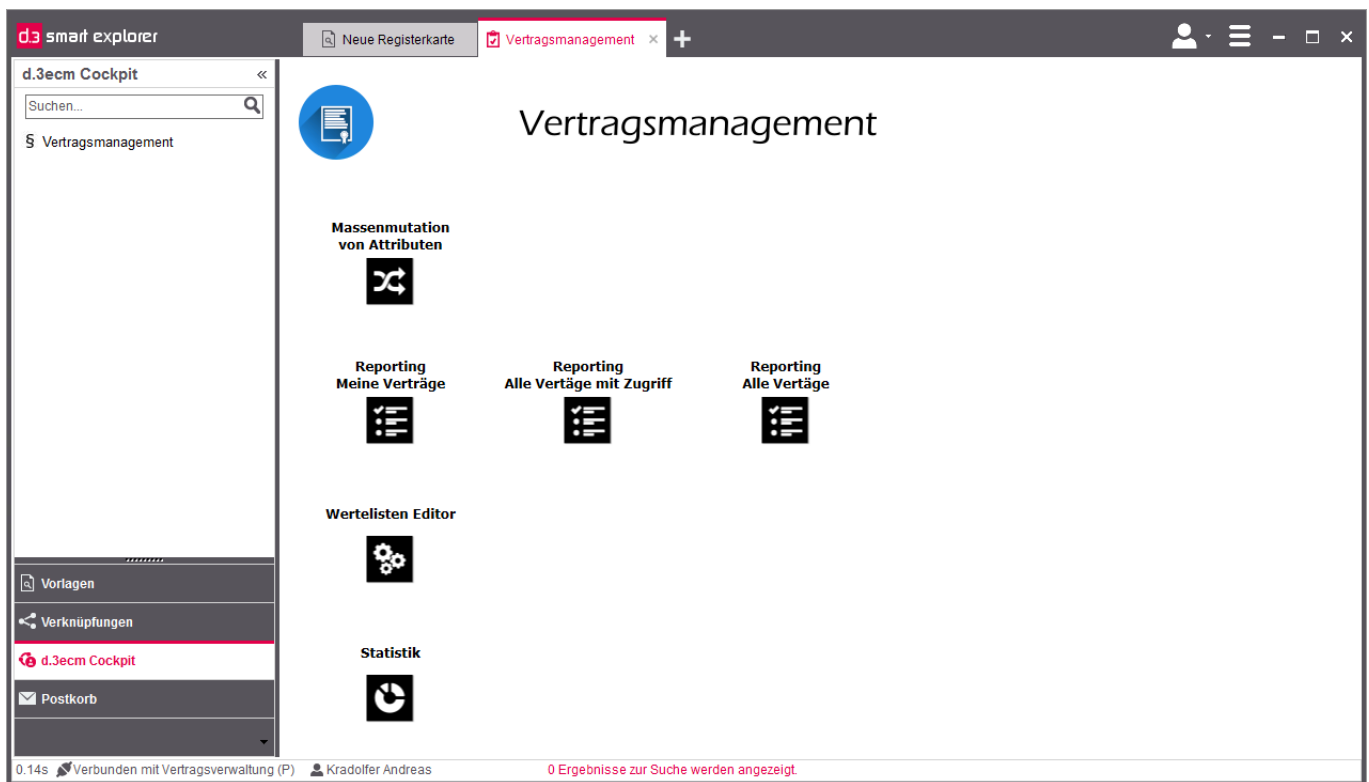 d.3 smart explorer
Neue Registerkarte
Vertragsmanagement
d.3ecm Cockpit
Suchen...
§ Vertragsmanagement
Vertragsmanagement
Massenmutation
von Attributen
Reporting
Meine Verträge
Reporting
Alle Vertäge mit Zugriff
Reporting
Alle Vertäge
Wertelisten Editor
Statistik
Vorlagen
Verknüpfungen
d.3ecm Cockpit
Postkorb
0.14s Verbunden mit Vertragsverwaltung (P) Kradolfer Andreas 0 Ergebnisse zur Suche werden angezeigt.